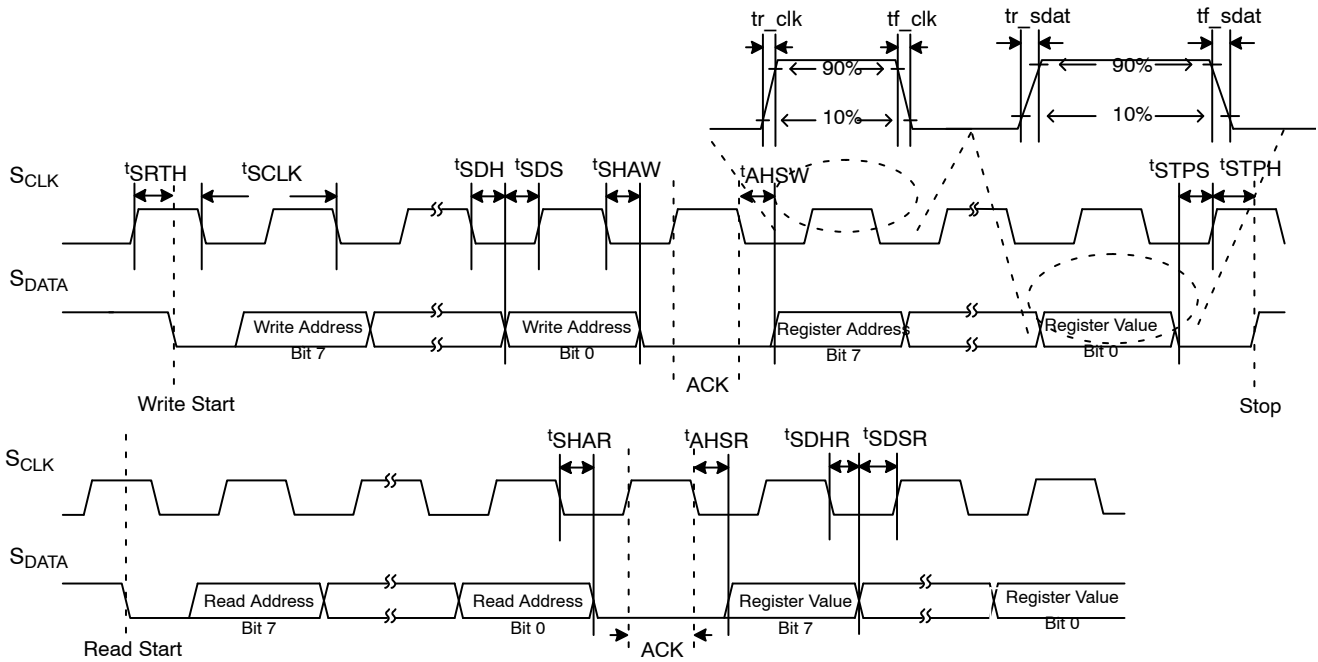 tr_clk tf_clk tr_sdat tf_sdat
90% 90%
10% 10%
SCLK tSRTH tSCLK tSDH tSDS tSHAW tAHSW tSTPS tSTPH
SDATA
Write Address Write Address Register Address Register Value
Bit 7 Bit 0 Bit 7 Bit 0
ACK
Write Start Stop
SCLK tSHAR tAHSR tSDHR tSDSR
SDATA
Read Address Read Address Register Value Register Value
Bit 7 Bit 0 Bit 7 Bit 0
Read Start ACK